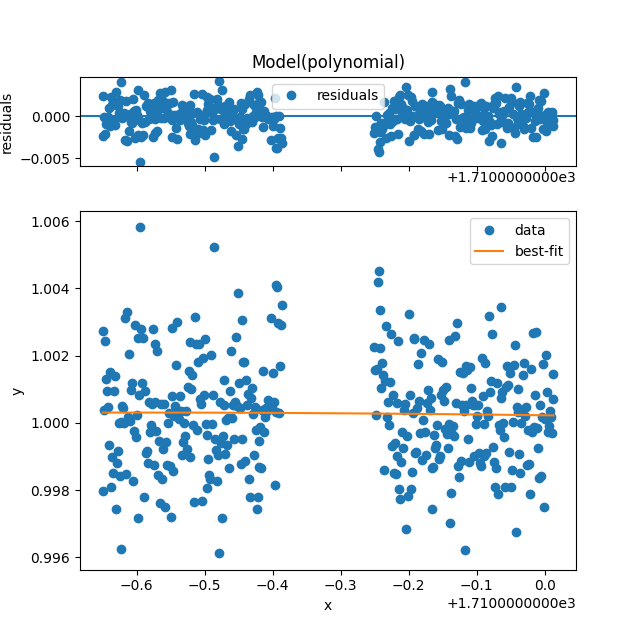 Model(polynomial)
residuals
0.000
−0.005
residuals
+1.7100000000e3
1.006
1.004
1.002
1.000
0.998
0.996
y
data
best-fit
−0.6
−0.5
−0.4
−0.3
−0.2
−0.1
0.0
x
+1.7100000000e3